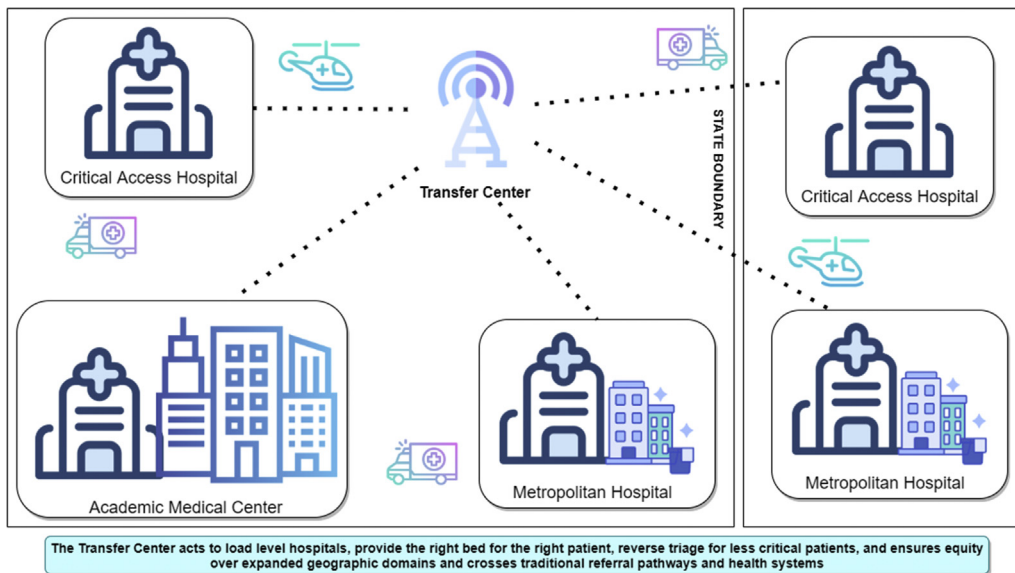 Critical Access Hospital
Transfer Center
STATE BOUNDARY
Critical Access Hospital
Academic Medical Center
Metropolitan Hospital
Metropolitan Hospital
The Transfer Center acts to load level hospitals, provide the right bed for the right patient, reverse triage for less critical patients, and ensures equity
over expanded geographic domains and crosses traditional referral pathways and health systems